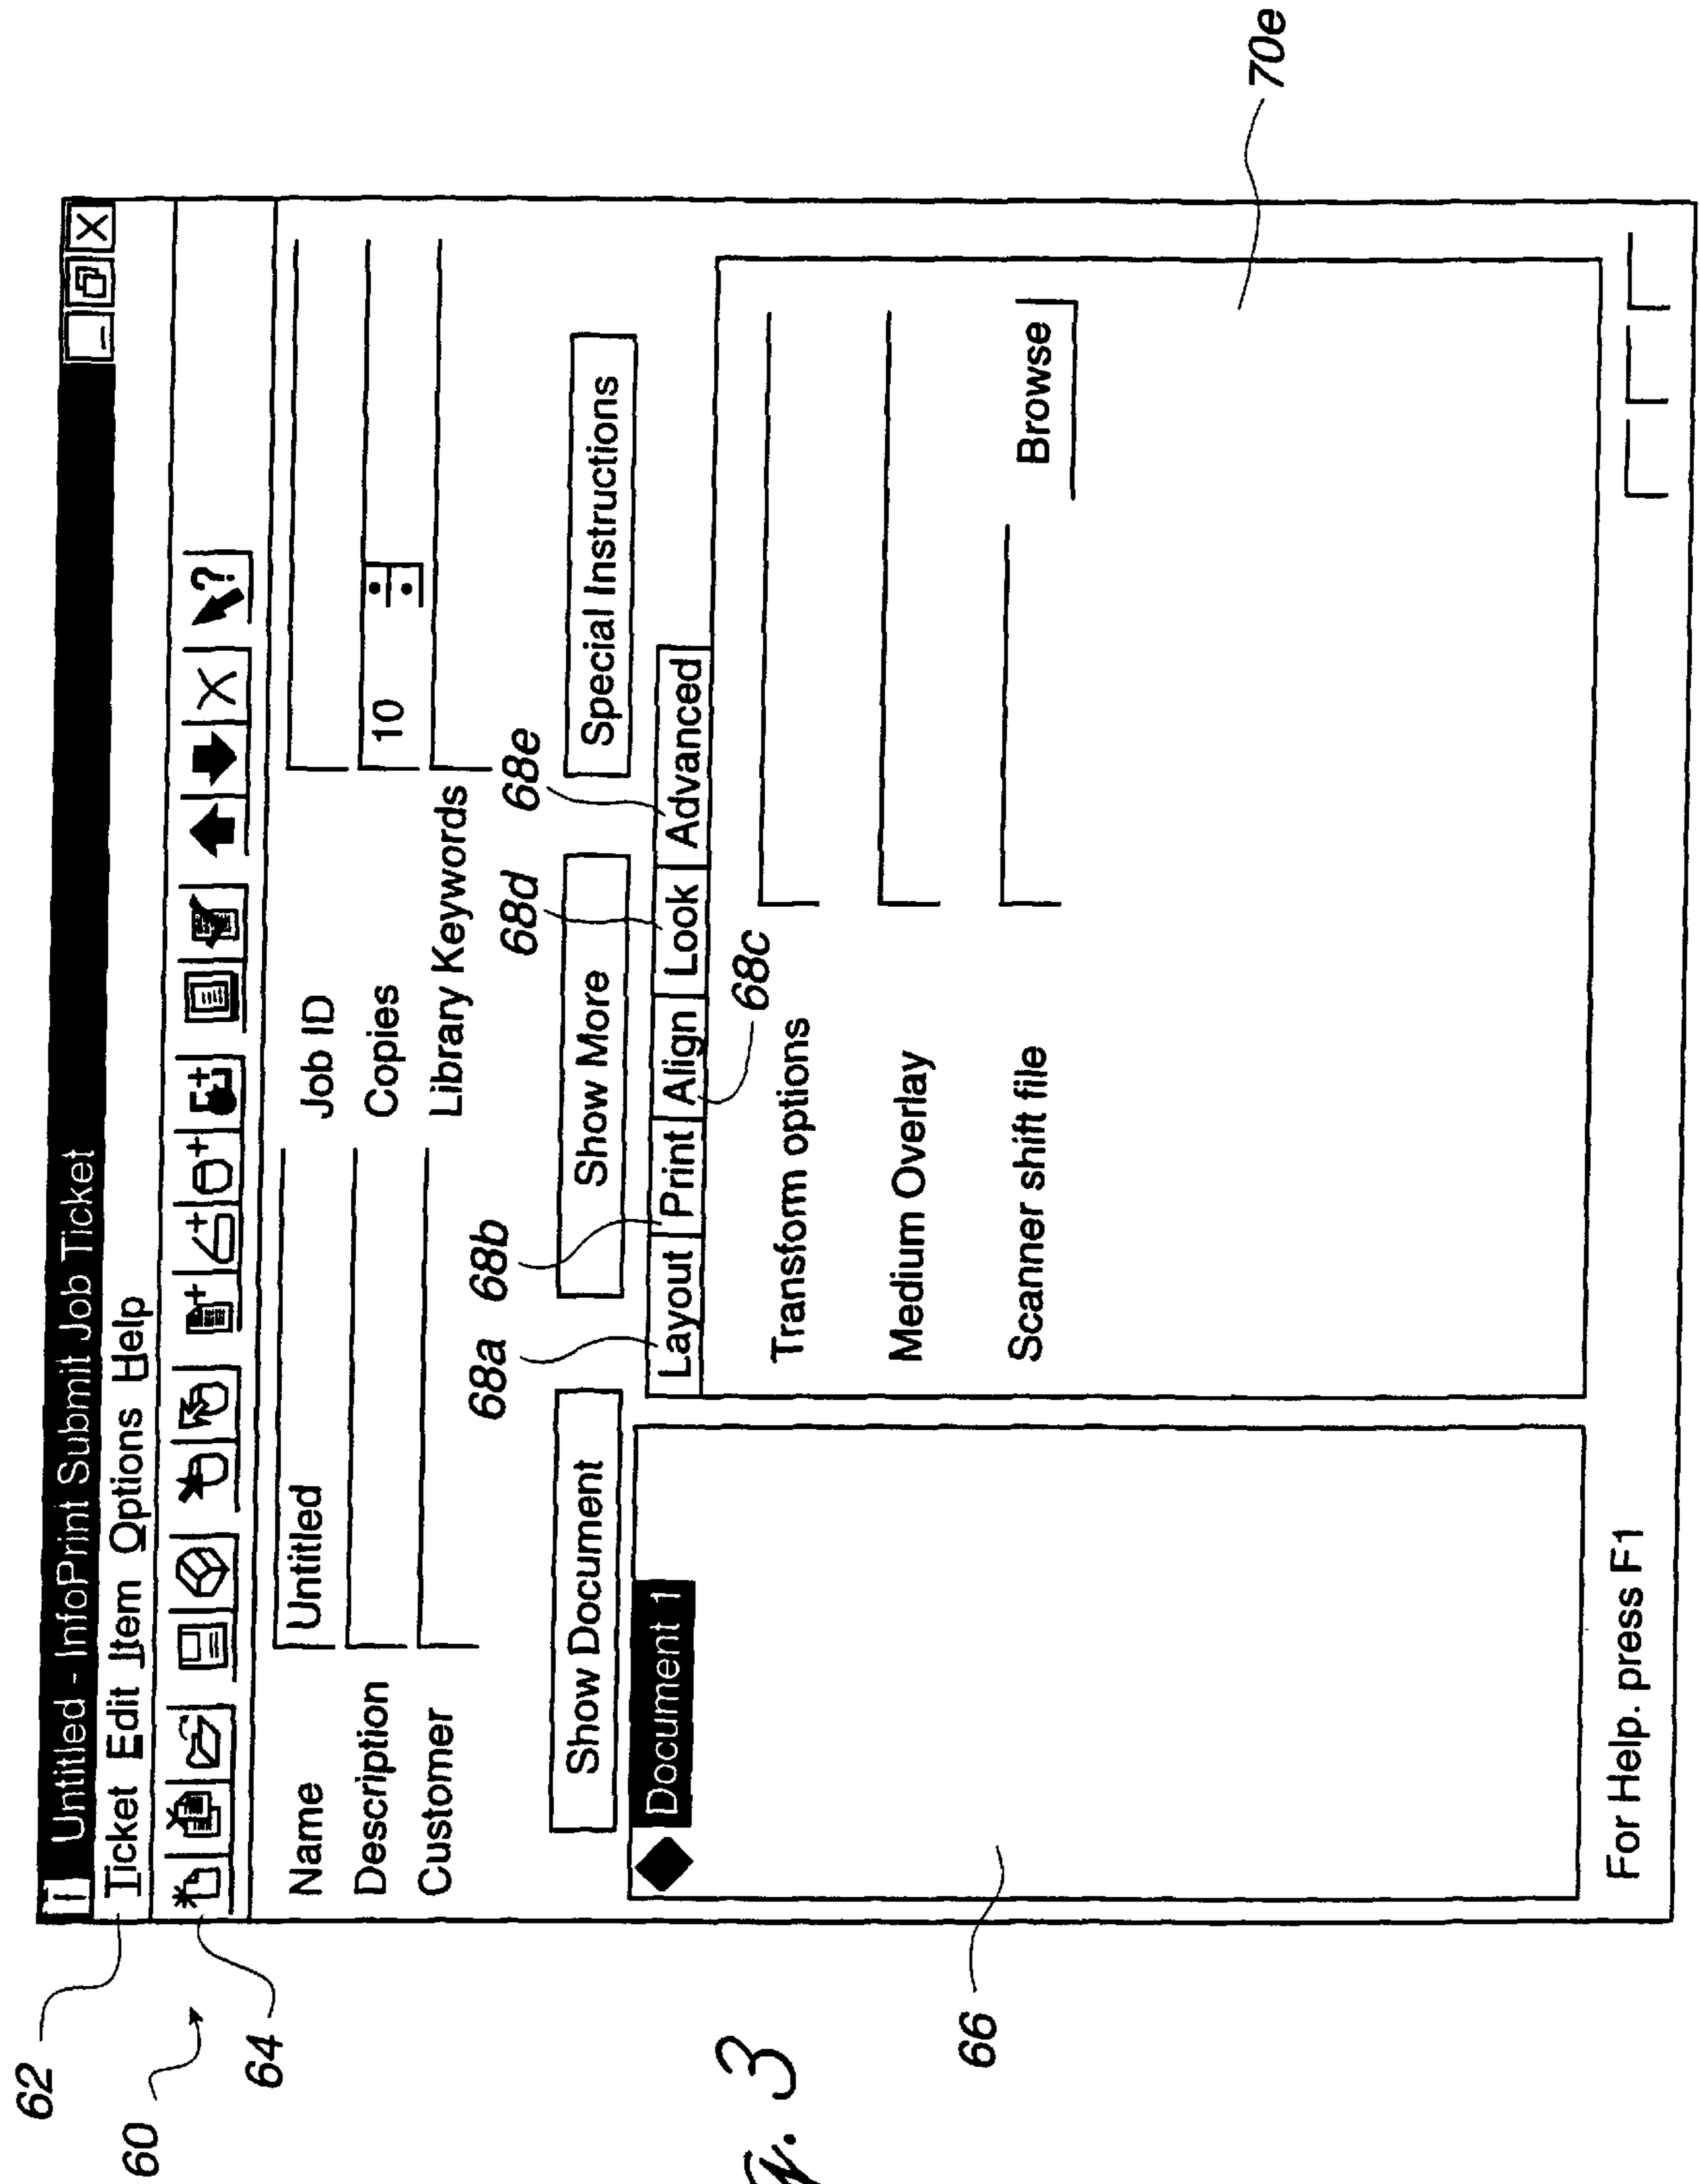 62
60
64
Untitled - InfoPrint Submit Job Ticket
Ticket Edit Item Options Help
Name Untitled Job ID
Description Copies 10
Customer Library Keywords
Show Document Show More Special Instructions
68a 68b 68d 68e
Document 1
Layout Print Align Look Advanced
68c
Transform options
Medium Overlay
Scanner shift file Browse
66
70e
For Help. press F1
3